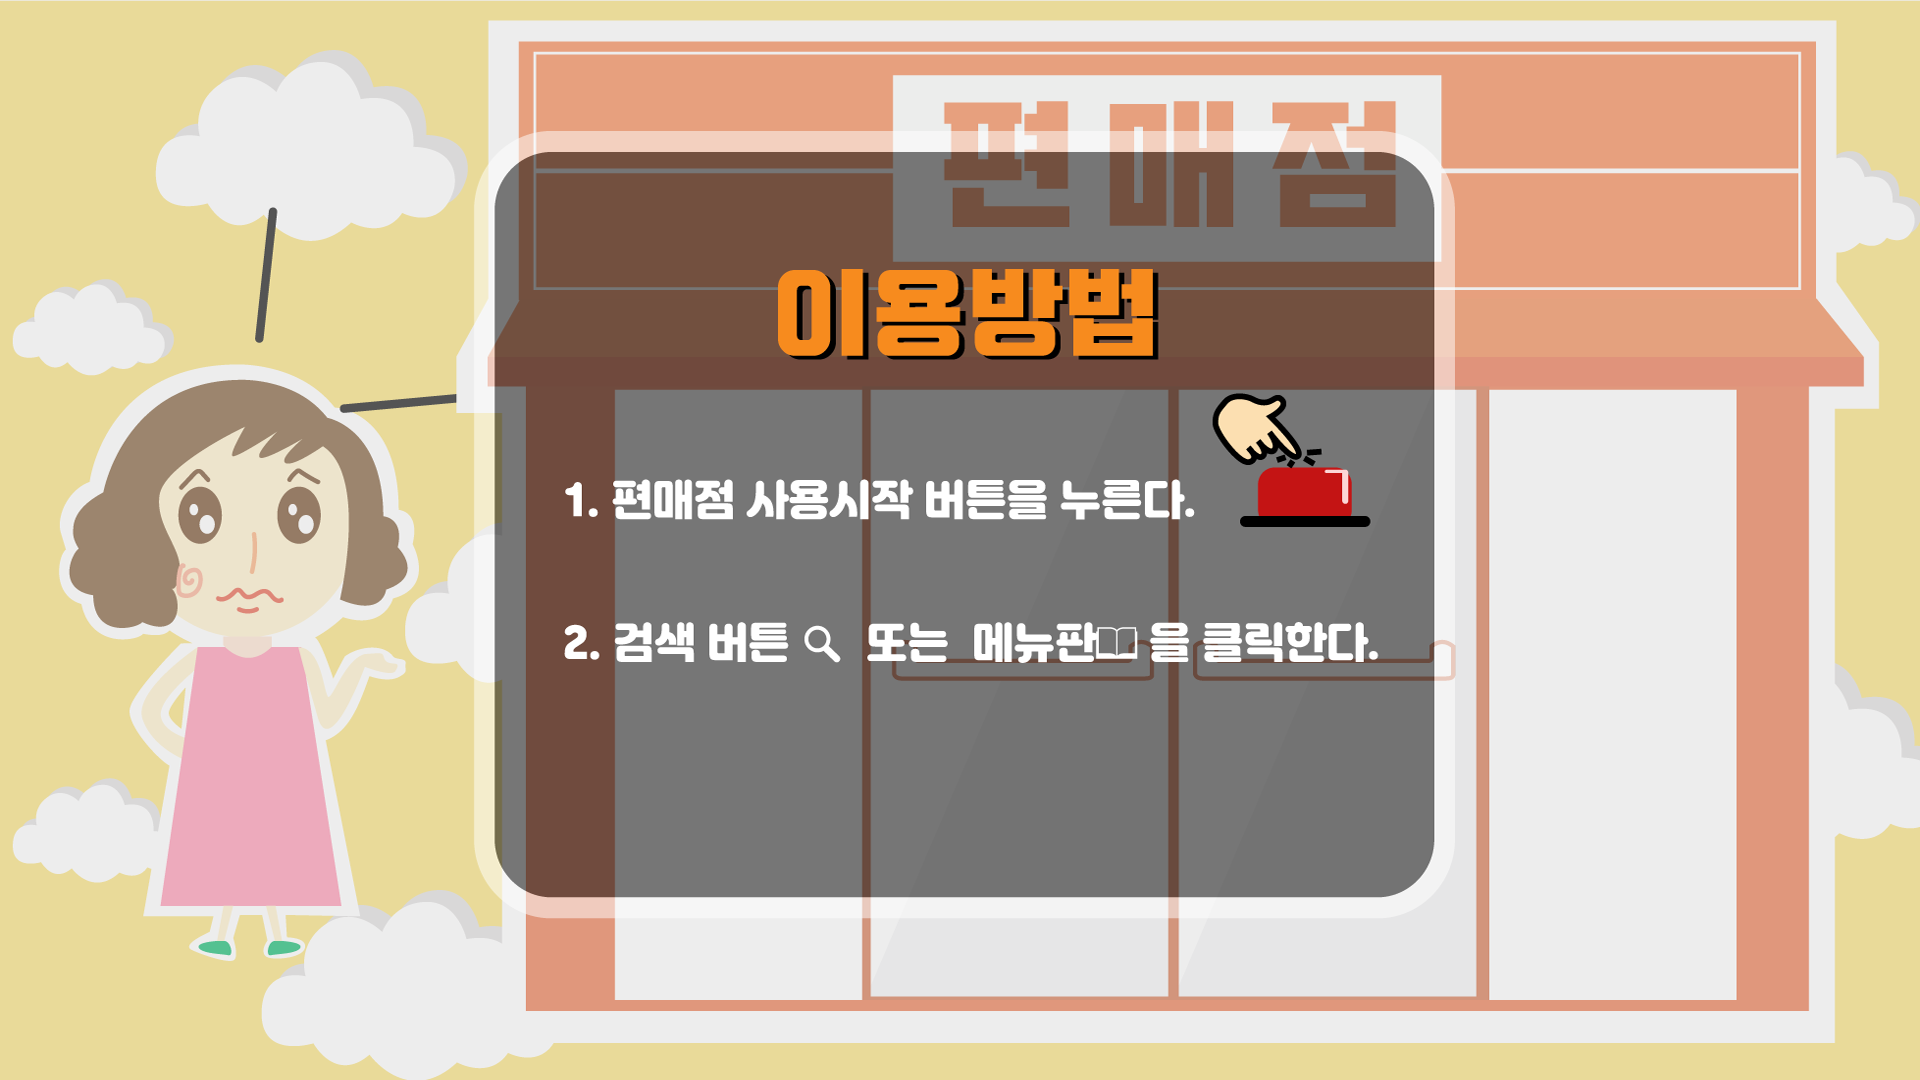 편매점
이용방법
1. 편매점 사용시작 버튼을 누른다.
2. 검색 버튼 또는 메뉴판 을 클릭한다.